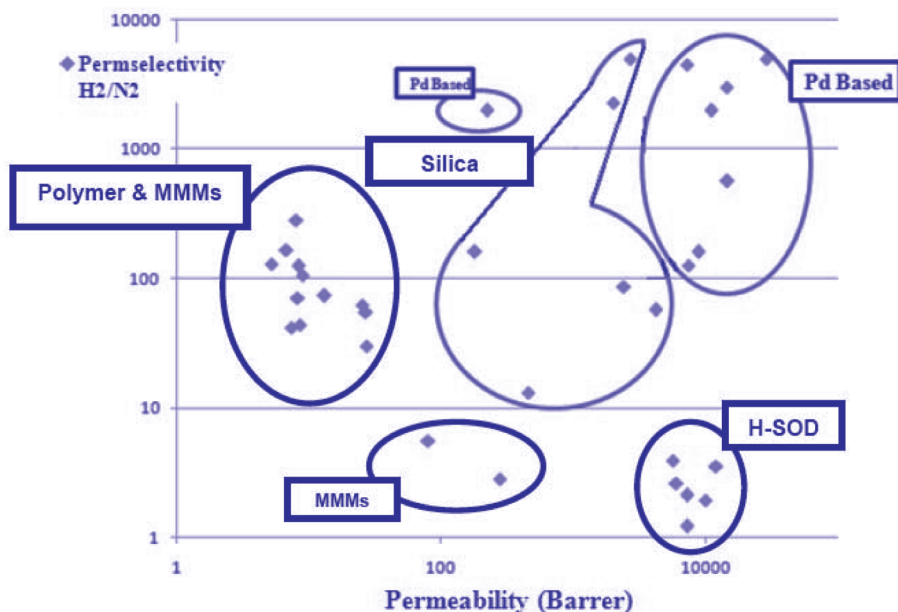 10000
Permselectivity
H2/N2
Pd Based
Pd Based
1000
Silica
Polymer & MMMs
100
10
H-SOD
MMMs
1
1
100
10000
Permeability (Barrer)